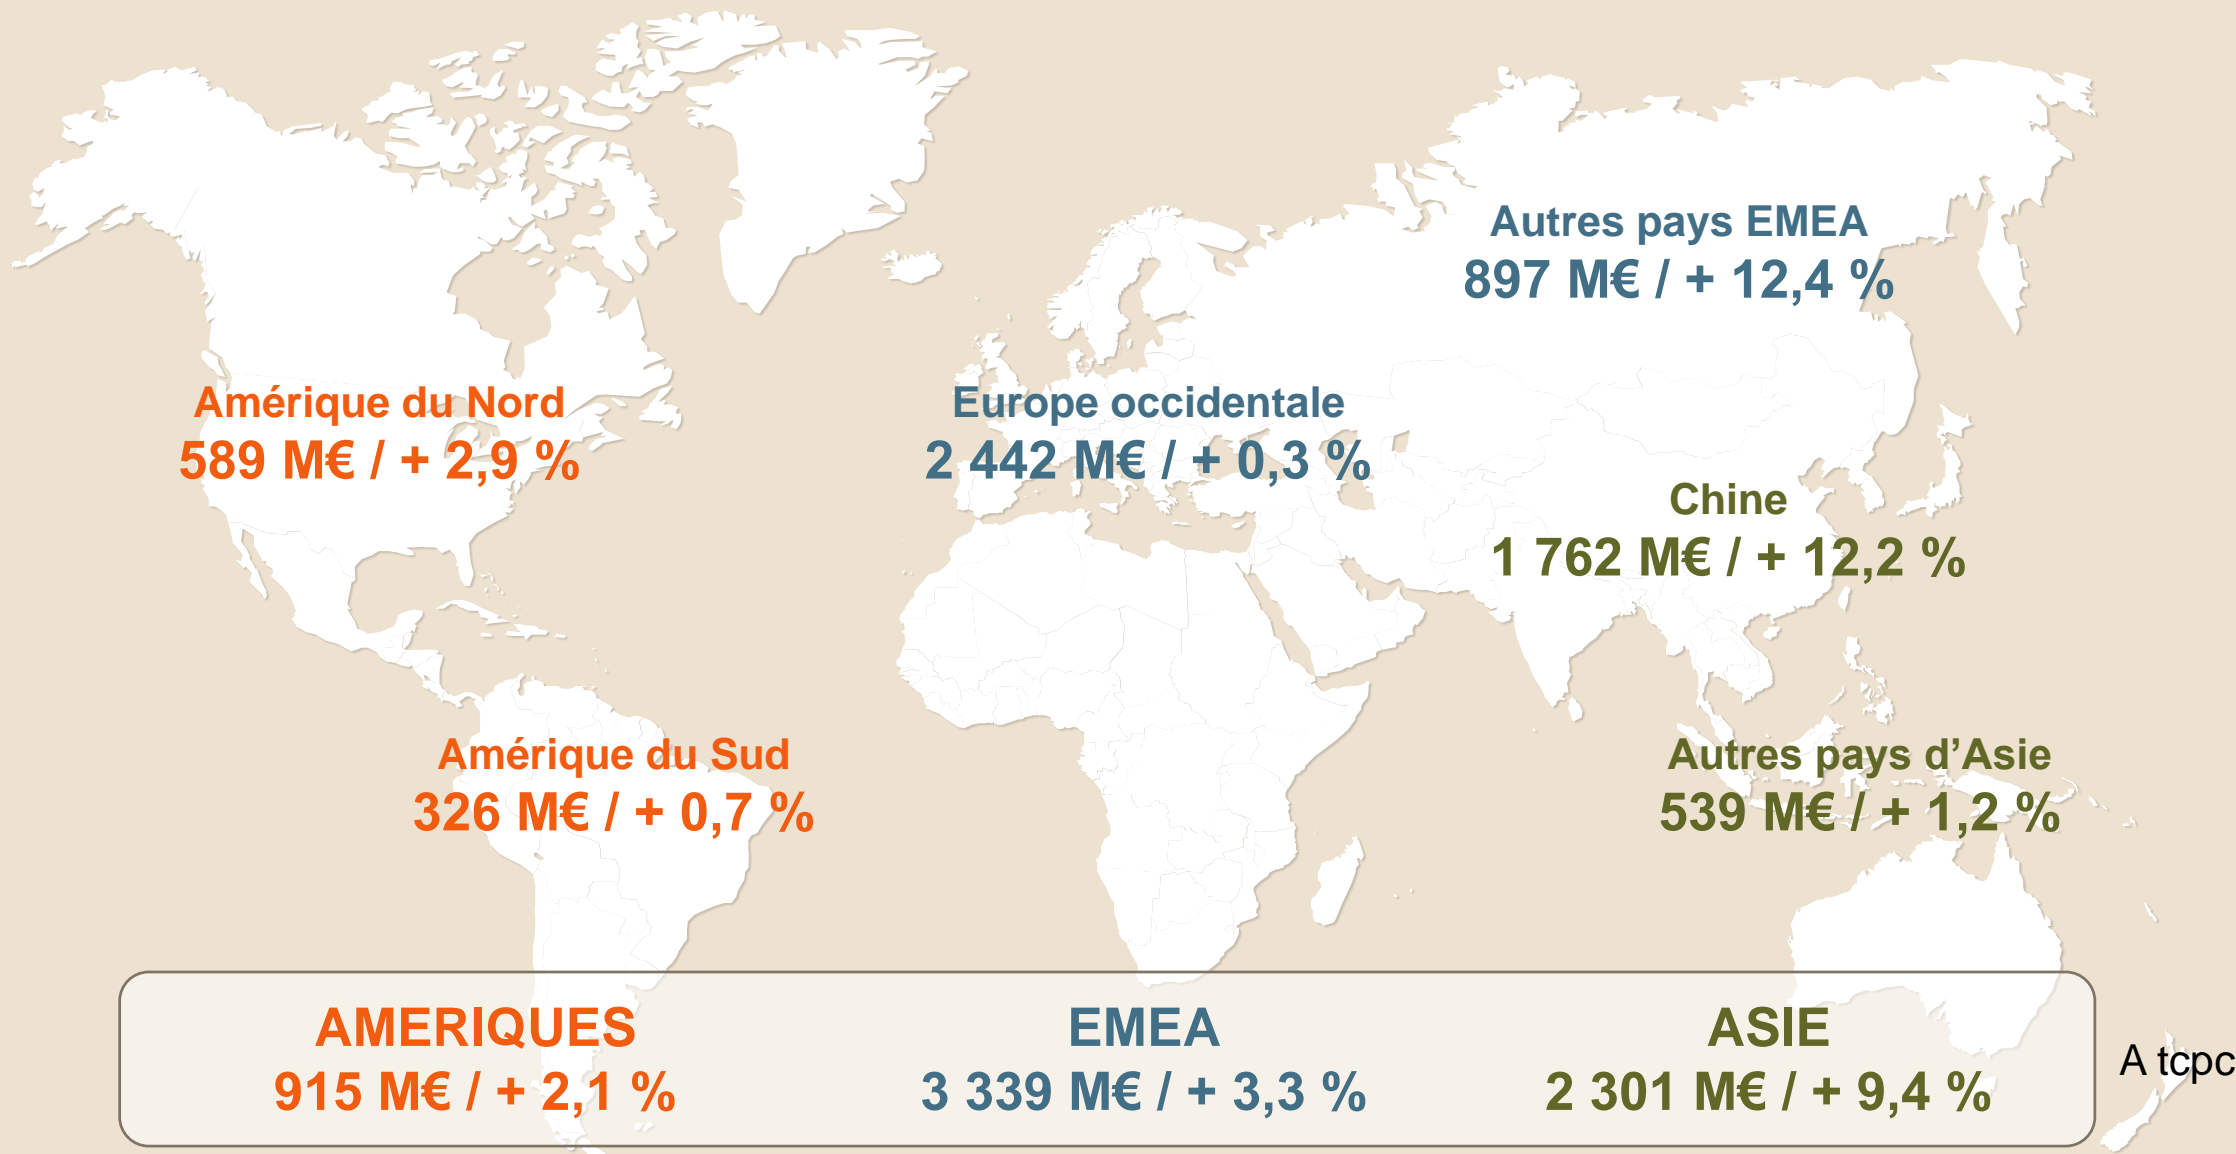 Autres pays EMEA
897 M€ / + 12,4 %
Amérique du Nord
589 M€ / + 2,9 %
Europe occidentale
2 442 M€ / + 0,3 %
Chine
1 762 M€ / + 12,2 %
Amérique du Sud
326 M€ / + 0,7 %
Autres pays d’Asie
539 M€ / + 1,2 %
AMERIQUES
915 M€ / + 2,1 %
EMEA
3 339 M€ / + 3,3 %
ASIE
2 301 M€ / + 9,4 %
A tcpc